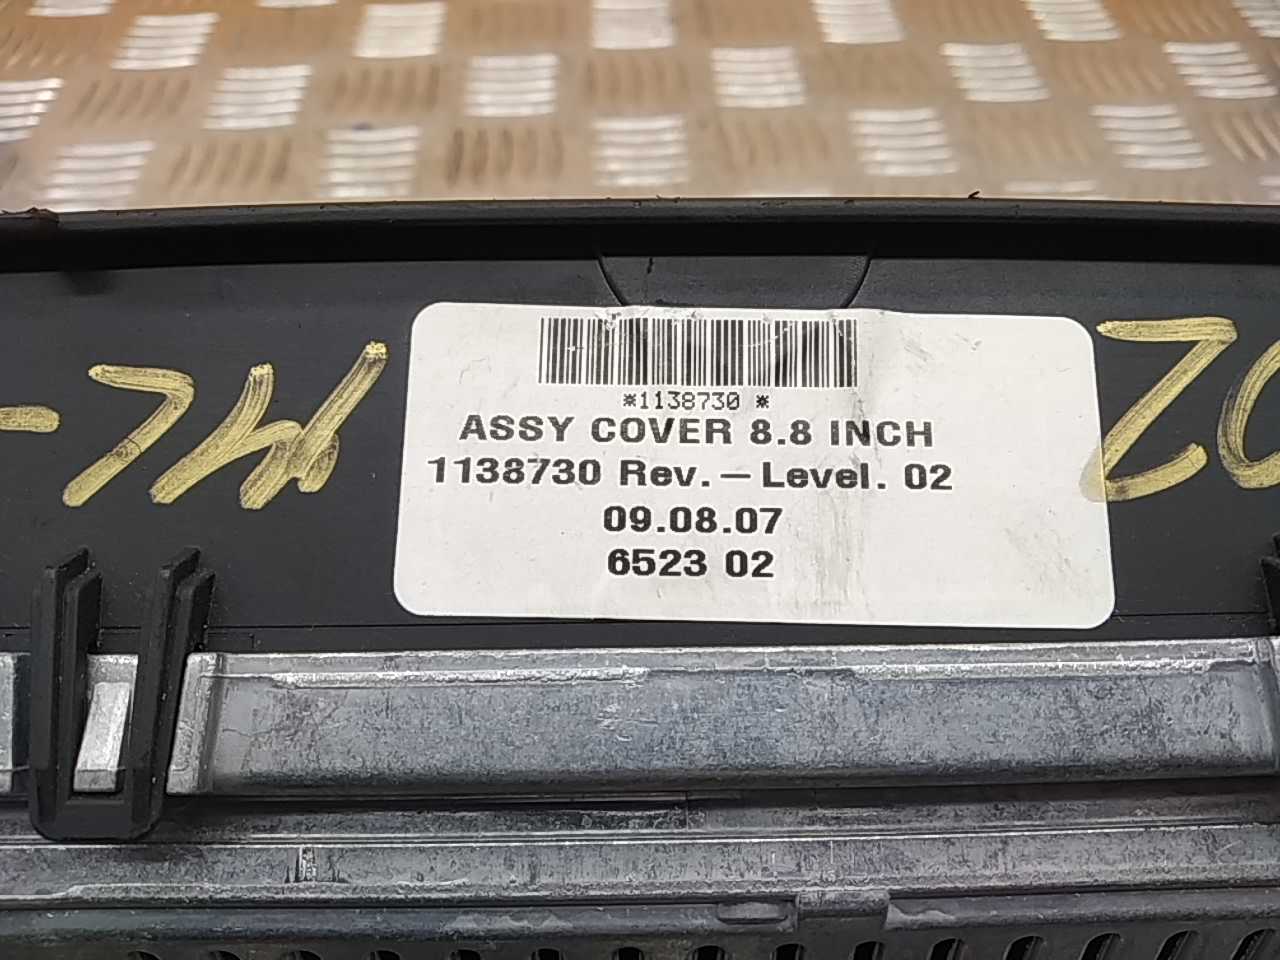 *1138730 *
ASSY COVER 8.8 INCH
1138730 Rev. – Level. 02
09.08.07
6523 02